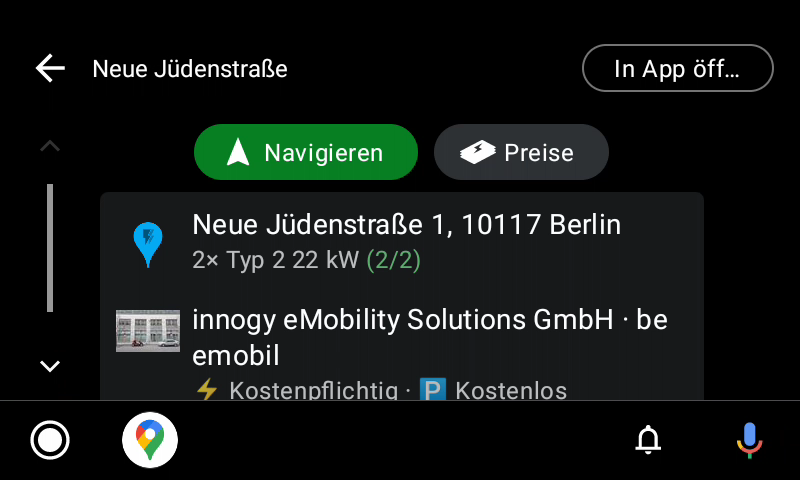 Neue Jüdenstraße
In App öff…
Navigieren
Preise
Neue Jüdenstraße 1, 10117 Berlin
2× Typ 2 22 kW (2/2)
innogy eMobility Solutions GmbH · be
emobil
⚡ Kostenpflichtig · 🅿 Kostenlos